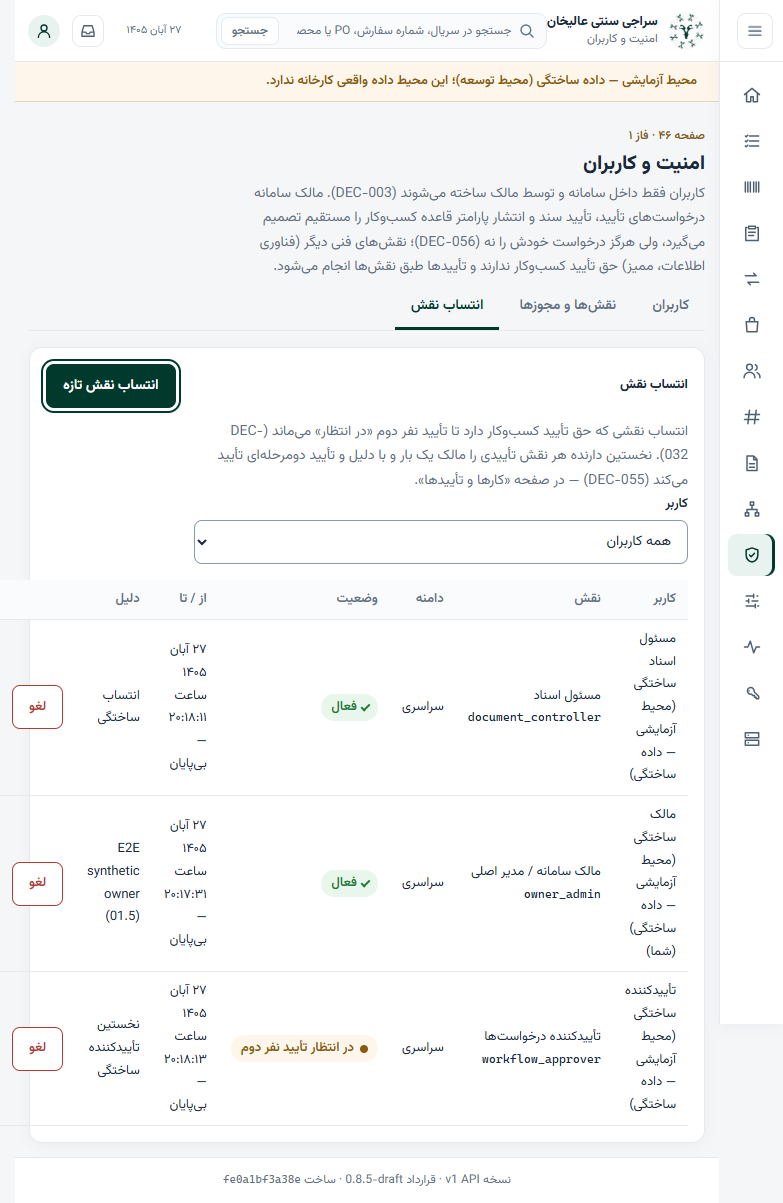 سراجی سنتی عالیخان
امنیت و کاربران
جستجو در سریال، شماره سفارش، PO یا محصـ
جستجو
۲۷ آبان ۱۴۰۵
محیط آزمایشی — داده ساختگی (محیط توسعه)؛ این محیط داده واقعی کارخانه ندارد.
صفحه ۴۶ · فاز ۱
امنیت و کاربران
کاربران فقط داخل سامانه و توسط مالک ساخته می‌شوند (DEC-003). مالک سامانه
درخواست‌های تأیید، تأیید سند و انتشار پارامتر قاعده کسب‌وکار را مستقیم تصمیم
می‌گیرد، ولی هرگز درخواست خودش را نه (DEC-056)؛ نقش‌های فنی دیگر (فناوری
اطلاعات، ممیز) حق تأیید کسب‌وکار ندارند و تأییدها طبق نقش‌ها انجام می‌شود.
کاربران
نقش‌ها و مجوزها
انتساب نقش
انتساب نقش
انتساب نقش تازه
انتساب نقشی که حق تأیید کسب‌وکار دارد تا تأیید نفر دوم «در انتظار» می‌ماند (DEC-
032). نخستین دارنده هر نقش تأییدی را مالک یک بار و با دلیل و تأیید دومرحله‌ای تأیید
می‌کند (DEC-055) — در صفحه «کارها و تأییدها».
کاربر
همه کاربران
کاربر نقش دامنه وضعیت از / تا دلیل
مسئول
اسناد
ساختگی
(محیط
آزمایشی
— داده
ساختگی)
مسئول اسناد
document_controller
سراسری
فعال
۲۷ آبان
۱۴۰۵
ساعت
۲۰:۱۸:۱۱
—
بی‌پایان
انتساب
ساختگی
لغو
مالک
ساختگی
(محیط
آزمایشی
— داده
ساختگی)
(شما)
مالک سامانه / مدیر اصلی
owner_admin
سراسری
فعال
۲۷ آبان
۱۴۰۵
ساعت
۲۰:۱۷:۳۱
—
بی‌پایان
E2E
synthetic
owner
(01.5)
لغو
تأییدکننده
ساختگی
(محیط
آزمایشی
— داده
ساختگی)
تأییدکننده درخواست‌ها
workflow_approver
سراسری
در انتظار تأیید نفر دوم
۲۷ آبان
۱۴۰۵
ساعت
۲۰:۱۸:۱۳
—
بی‌پایان
نخستین
تأییدکننده
ساختگی
لغو
نسخه API v1 · قرارداد 0.8.5-draft · ساخت fe0a1bf3a38e